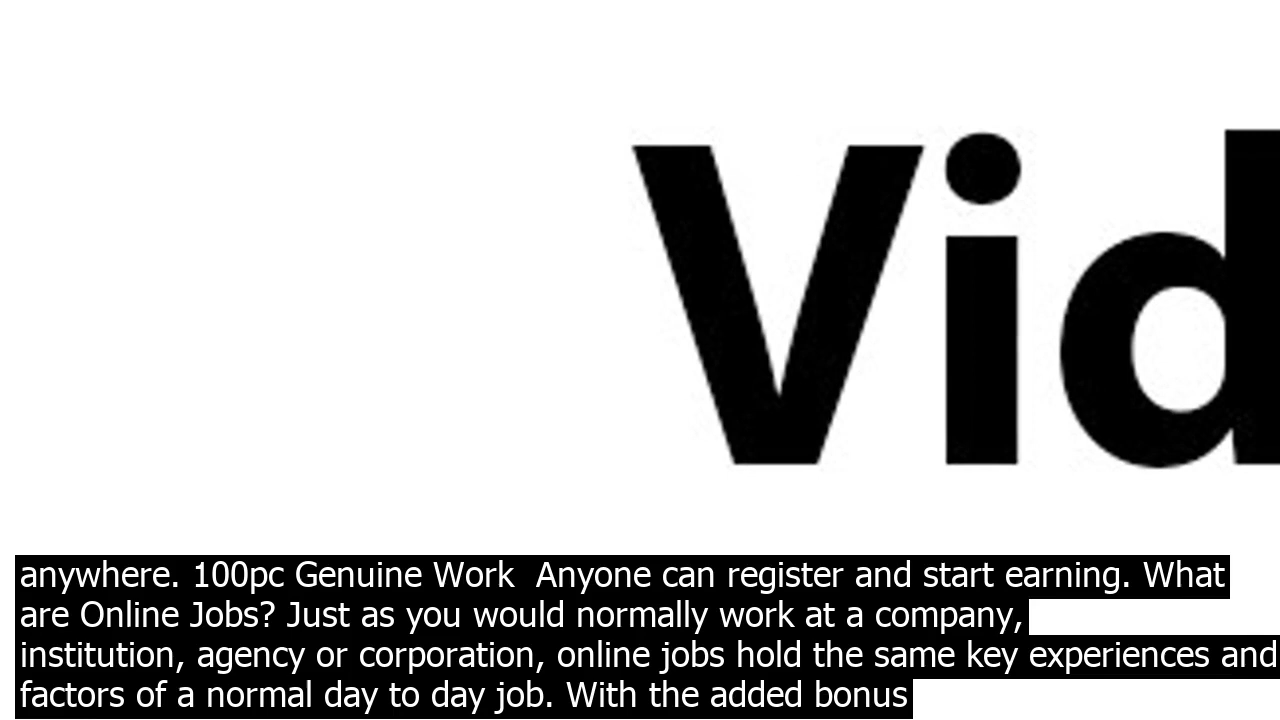 Vid
anywhere. 100pc Genuine Work  Anyone can register and start earning. What
are Online Jobs? Just as you would normally work at a company,
institution, agency or corporation, online jobs hold the same key experiences and
factors of a normal day to day job. With the added bonus